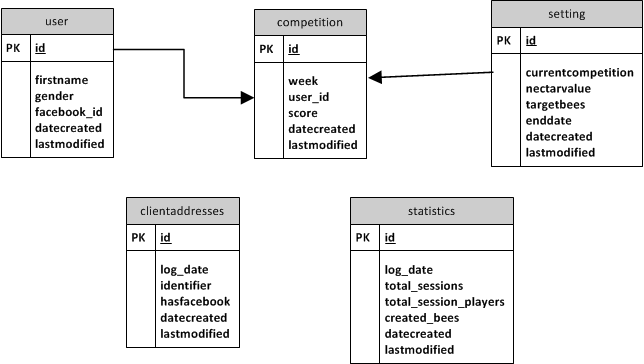 user
PK id
firstname
gender
facebook_id
datecreated
lastmodified
competition
PK id
week
user_id
score
datecreated
lastmodified
setting
PK id
currentcompetition
nectarvalue
targetbees
enddate
datecreated
lastmodified
clientaddresses
PK id
log_date
identifier
hasfacebook
datecreated
lastmodified
statistics
PK id
log_date
total_sessions
total_session_players
created_bees
datecreated
lastmodified